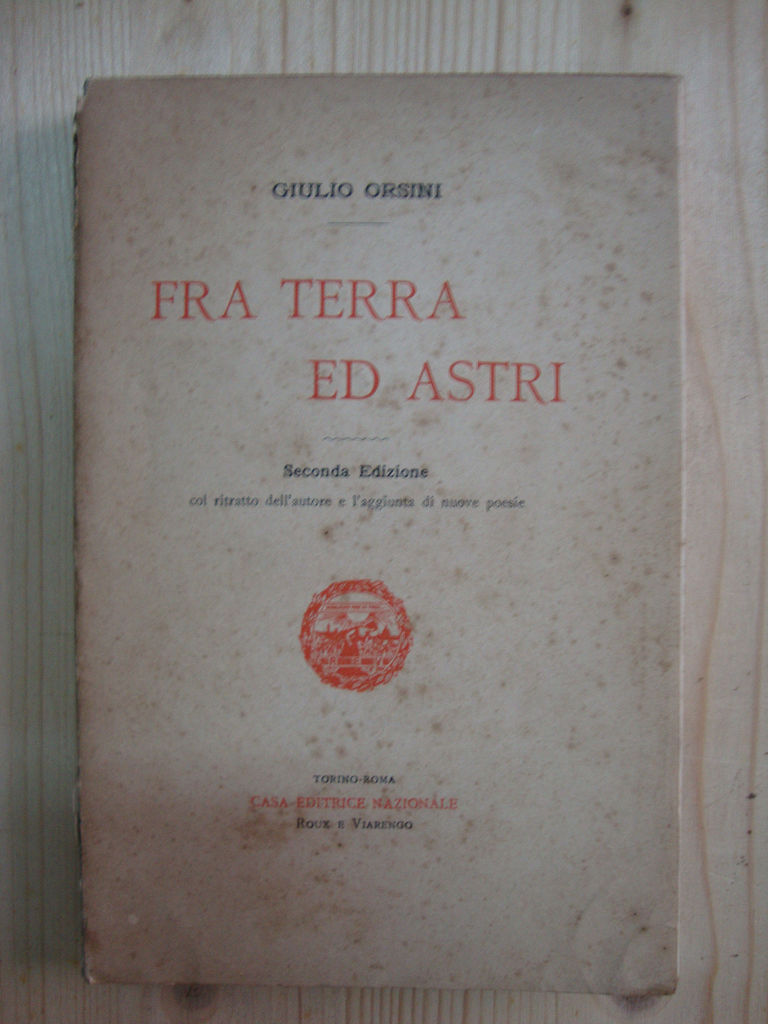 GIULIO ORSINI
FRA TERRA
ED ASTRI
Seconda Edizione
col ritratto dell'autore e l'aggiunta di nuove poesie
TORINO-ROMA
CASA EDITRICE NAZIONALE
ROUX E VIARENGO